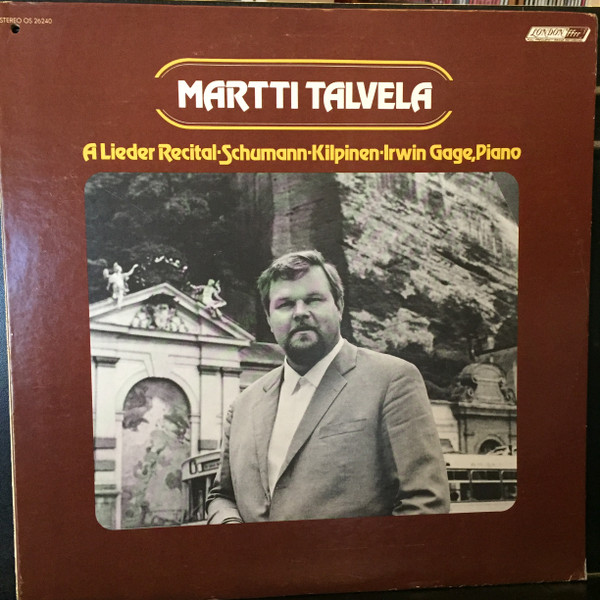 STEREO OS 26240
LONDON ffrr
MARTTI TALVELA
A Lieder Recital·Schumann·Kilpinen·Irwin Gage, Piano